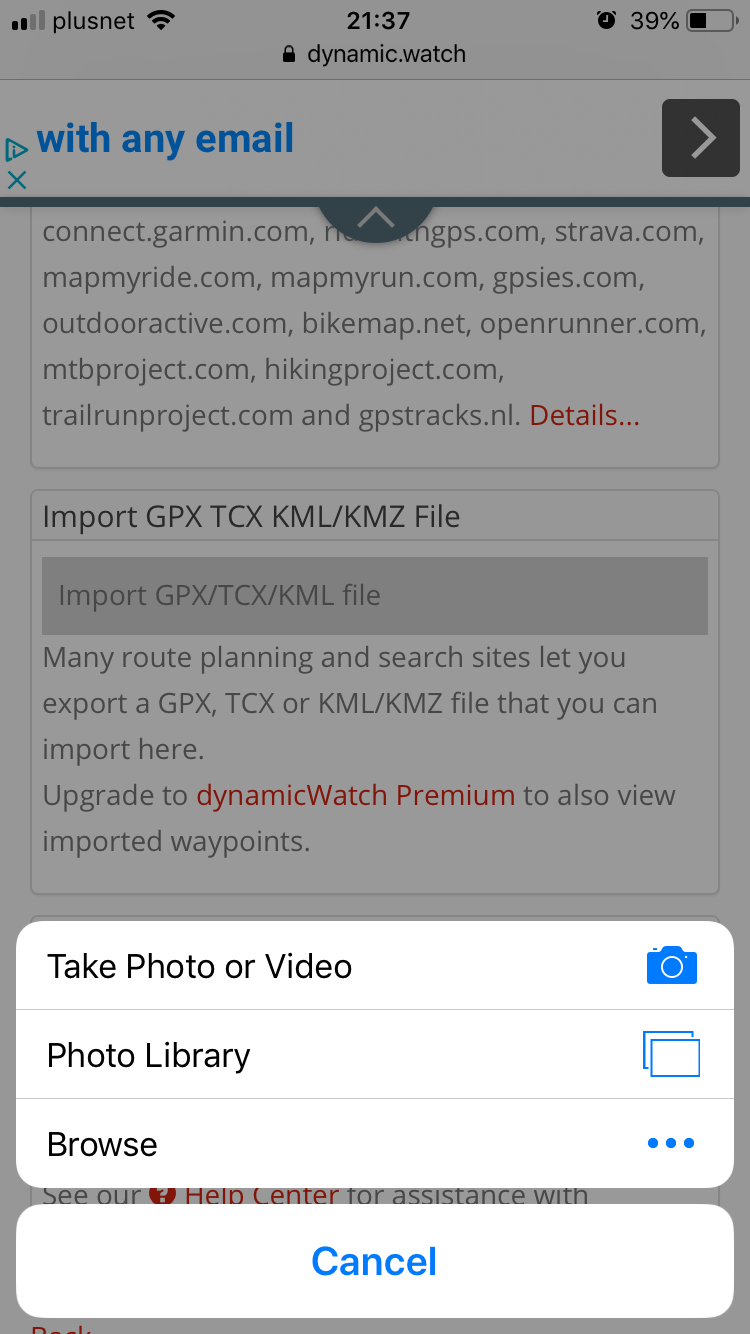 plusnet 21:37 39%
dynamic.watch
with any email
connect.garmin.com, thgps.com, strava.com,
mapmyride.com, mapmyrun.com, gpsies.com,
outdooractive.com, bikemap.net, openrunner.com,
mtbproject.com, hikingproject.com,
trailrunproject.com and gpstracks.nl. Details...
Import GPX TCX KML/KMZ File
Import GPX/TCX/KML file
Many route planning and search sites let you
export a GPX, TCX or KML/KMZ file that you can
import here.
Upgrade to dynamicWatch Premium to also view
imported waypoints.
Take Photo or Video
Photo Library
Browse
See our Help Center for assistance with
Cancel
Back